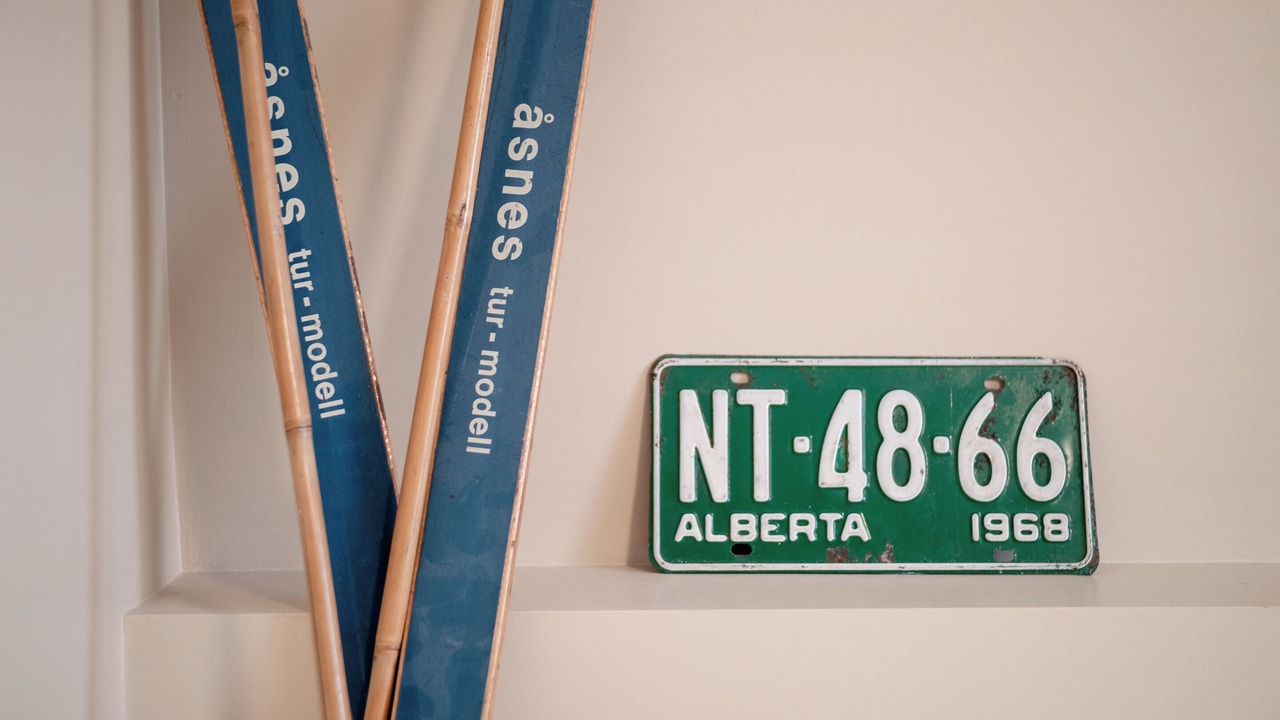 åsnes tur-modell
åsnes tur-modell
NT·48·66
ALBERTA 1968